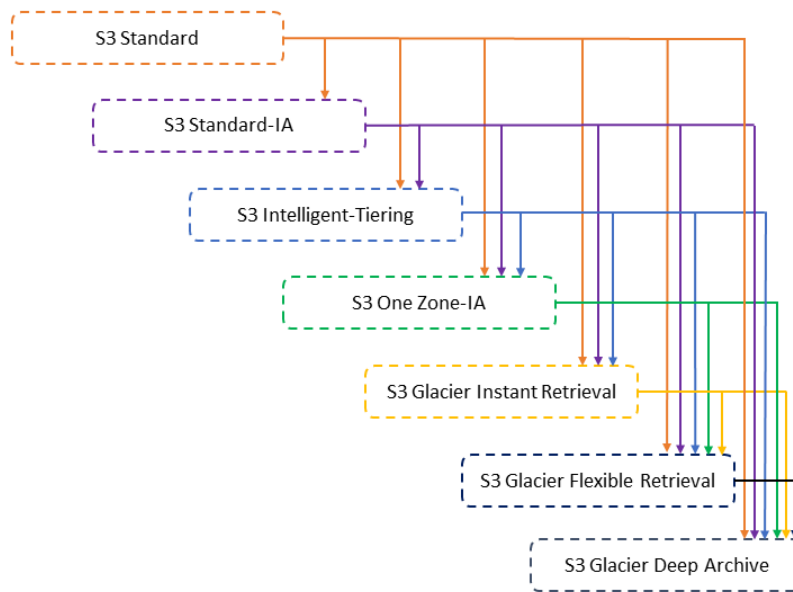 S3 Standard
S3 Standard-IA
S3 Intelligent-Tiering
S3 One Zone-IA
S3 Glacier Instant Retrieval
S3 Glacier Flexible Retrieval
S3 Glacier Deep Archive